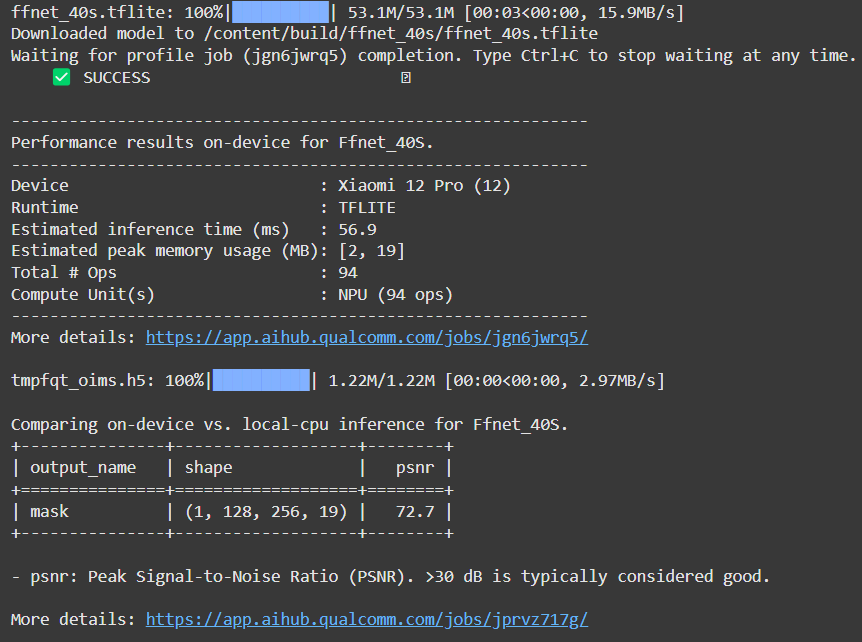 ffnet_40s.tflite: 100%|██████████| 53.1M/53.1M [00:03<00:00, 15.9MB/s]
Downloaded model to /content/build/ffnet_40s/ffnet_40s.tflite
Waiting for profile job (jgn6jwrq5) completion. Type Ctrl+C to stop waiting at any time.
✅ SUCCESS
------------------------------------------------------------
Performance results on-device for Ffnet_40S.
------------------------------------------------------------
Device : Xiaomi 12 Pro (12)
Runtime : TFLITE
Estimated inference time (ms) : 56.9
Estimated peak memory usage (MB): [2, 19]
Total # Ops : 94
Compute Unit(s) : NPU (94 ops)
------------------------------------------------------------
More details: https://app.aihub.qualcomm.com/jobs/jgn6jwrq5/
tmpfqt_oims.h5: 100%|██████████| 1.22M/1.22M [00:00<00:00, 2.97MB/s]
Comparing on-device vs. local-cpu inference for Ffnet_40S.
+---------------+-------------------+--------+
| output_name | shape | psnr |
+===============+===================+========+
| mask | (1, 128, 256, 19) | 72.7 |
+---------------+-------------------+--------+
- psnr: Peak Signal-to-Noise Ratio (PSNR). >30 dB is typically considered good.
More details: https://app.aihub.qualcomm.com/jobs/jprvz717g/